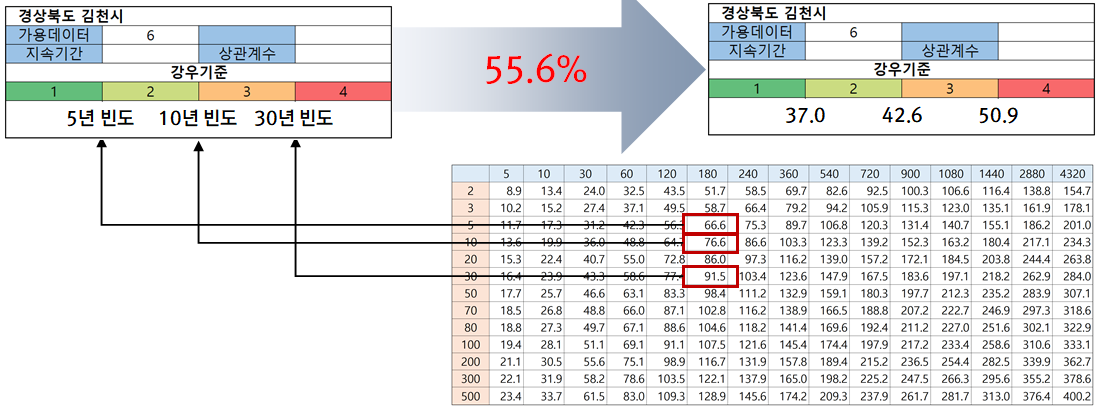 경상북도 김천시
가용데이터 6
지속기간 상관계수
강우기준
1 2 3 4
5년 빈도 10년 빈도 30년 빈도
55.6%
경상북도 김천시
가용데이터 6
지속기간 상관계수
강우기준
1 2 3 4
37.0 42.6 50.9
5 10 30 60 120 180 240 360 540 720 900 1080 1440 2880 4320
2 8.9 13.4 24.0 32.5 43.5 51.7 58.5 69.7 82.6 92.5 100.3 106.6 116.4 138.8 154.7
3 10.2 15.2 27.4 37.1 49.5 58.7 66.4 79.2 94.2 105.9 115.3 123.0 135.1 161.9 178.1
5 11.7 17.3 31.2 42.3 66.6 75.3 89.7 106.8 120.3 131.4 140.7 155.1 186.2 201.0
10 13.6 19.9 36.0 48.8 76.6 86.6 103.3 123.3 139.2 152.3 163.2 180.4 217.1 234.3
20 15.3 22.4 40.7 55.0 72.8 86.0 97.3 116.2 139.0 157.2 172.1 184.5 203.8 244.4 263.8
30 16.4 23.9 43.3 58.6 91.5 103.4 123.6 147.9 167.5 183.6 197.1 218.2 262.9 284.0
50 17.7 25.7 46.6 63.1 83.3 98.4 111.2 132.9 159.1 180.3 197.7 212.3 235.2 283.9 307.1
70 18.5 26.8 48.8 66.0 87.1 102.8 116.2 138.9 166.5 188.8 207.2 222.7 246.9 297.3 318.6
80 18.8 27.3 49.7 67.1 88.6 104.6 118.2 141.4 169.6 192.4 211.2 227.0 251.6 302.1 322.9
100 19.4 28.1 51.1 69.1 91.1 107.5 121.6 145.4 174.4 197.9 217.2 233.4 258.6 310.6 333.1
200 21.1 30.5 55.6 75.1 98.9 116.7 131.9 157.8 189.4 215.2 236.5 254.4 282.5 339.9 362.7
300 22.1 31.9 58.2 78.6 103.5 122.1 137.9 165.0 198.2 225.2 247.5 266.3 295.6 355.2 378.6
500 23.4 33.7 61.5 83.0 109.3 128.9 145.6 174.2 209.3 237.9 261.7 281.7 313.0 376.4 400.2